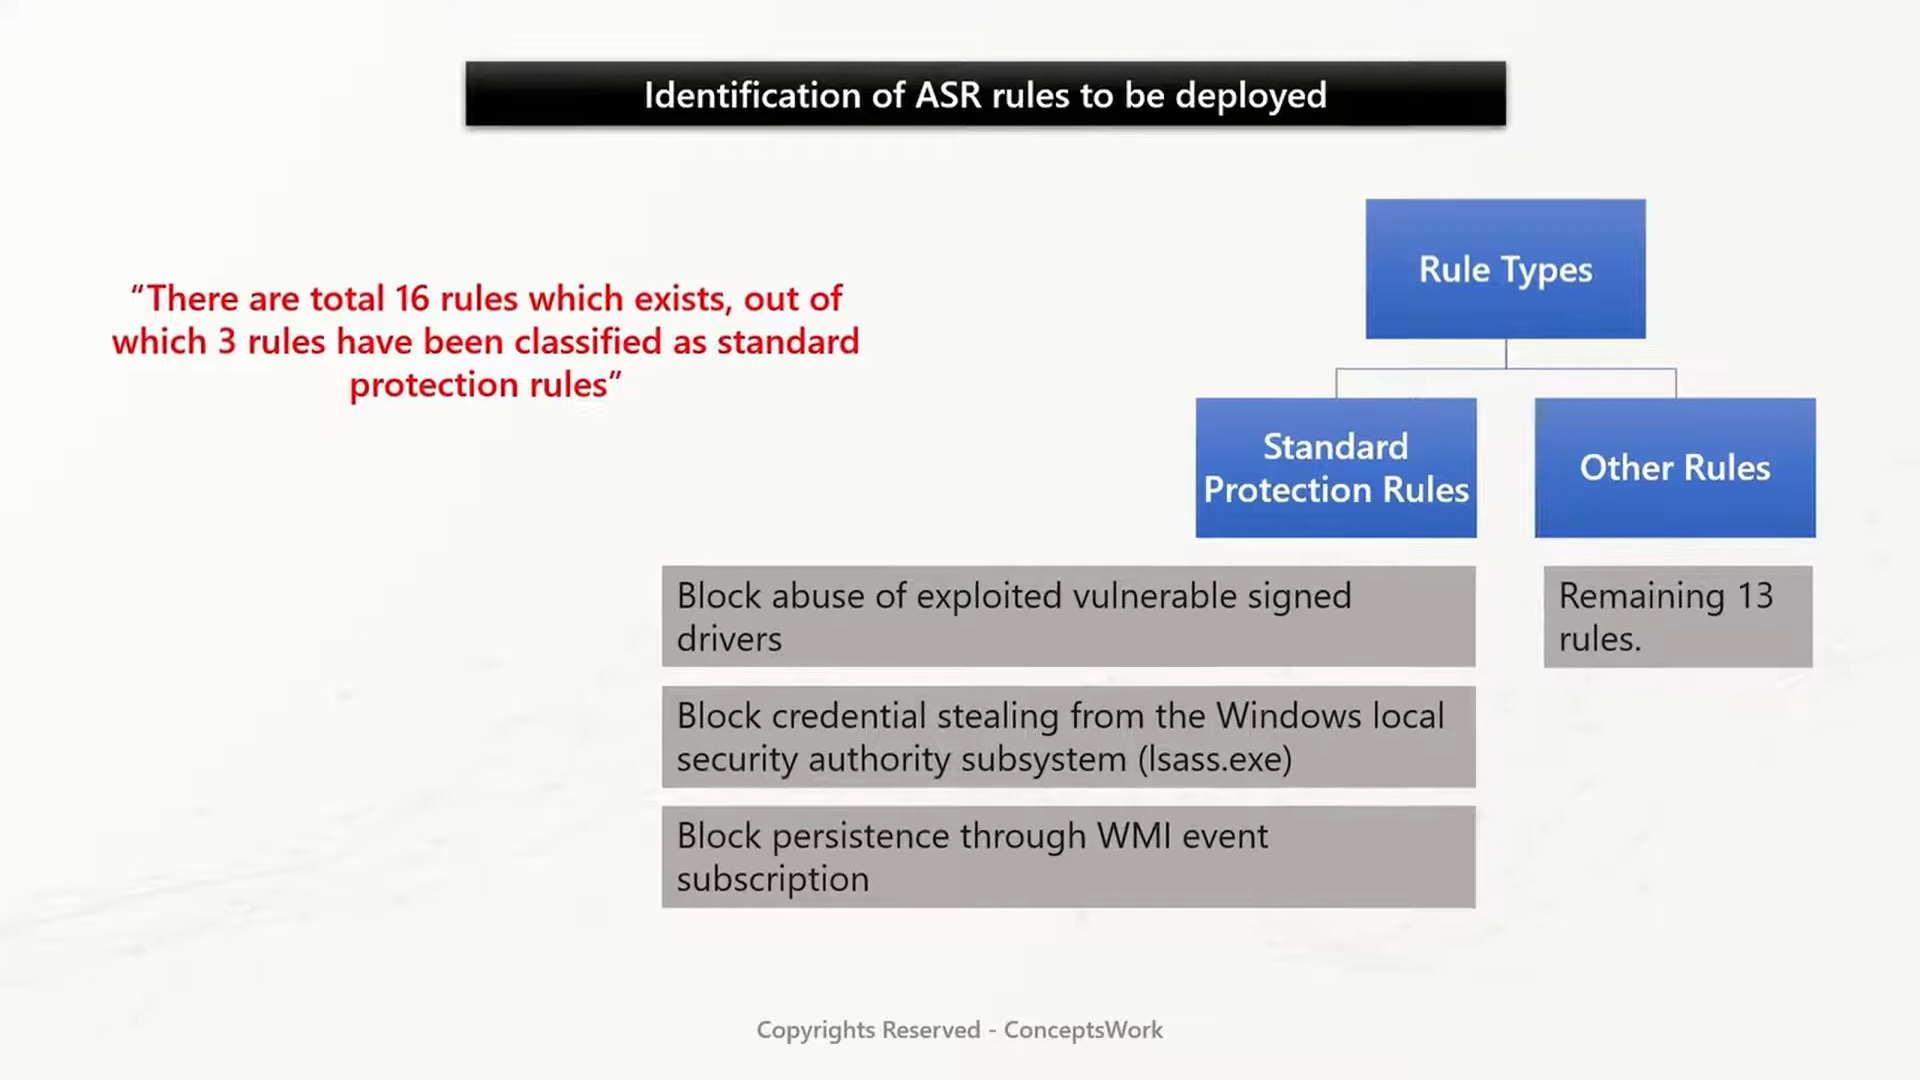 Identification of ASR rules to be deployed
“There are total 16 rules which exists, out of
which 3 rules have been classified as standard
protection rules”
Rule Types
Standard
Protection Rules
Other Rules
Block abuse of exploited vulnerable signed
drivers
Block credential stealing from the Windows local
security authority subsystem (lsass.exe)
Block persistence through WMI event
subscription
Remaining 13
rules.
Copyrights Reserved - ConceptsWork